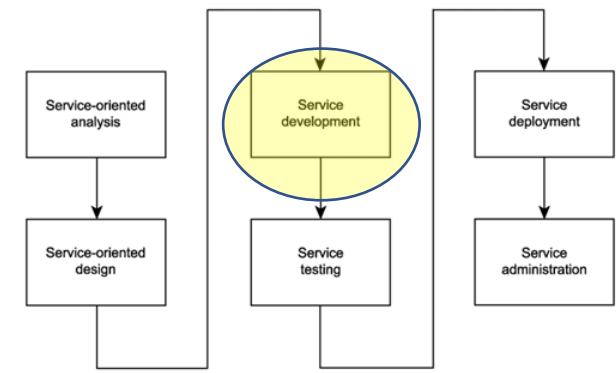 Service-oriented
analysis
Service-oriented
design
Service
development
Service
testing
Service
deployment
Service
administration